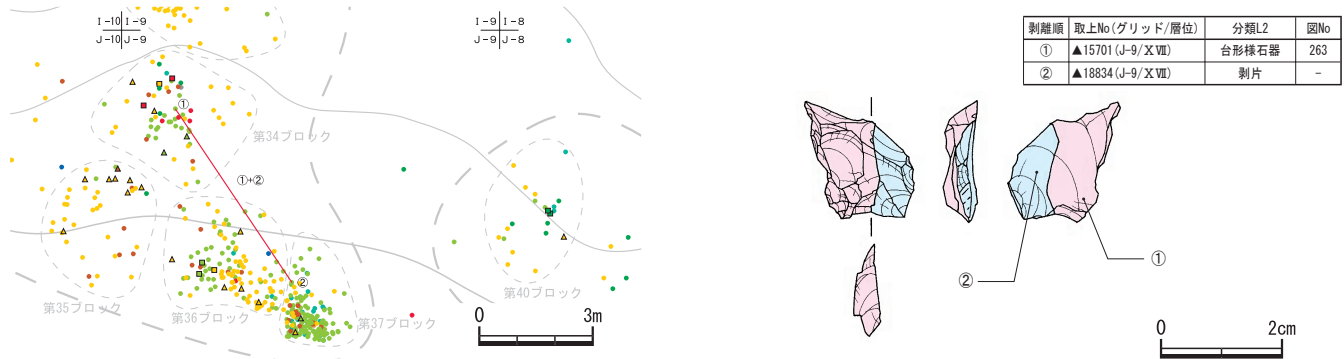 I-10 I-9
J-10 J-9
I-9 I-8
J-9 J-8
①
第34ブロック
①+②
②
第35ブロック
第36ブロック
第37ブロック
第40ブロック
0 3m
剥離順 取上No(グリッド/層位) 分類L2 図No
① ▲15701(J-9/ⅩⅦ) 台形様石器 263
② ▲18834(J-9/ⅩⅦ) 剥片 -
①
②
0 2cm